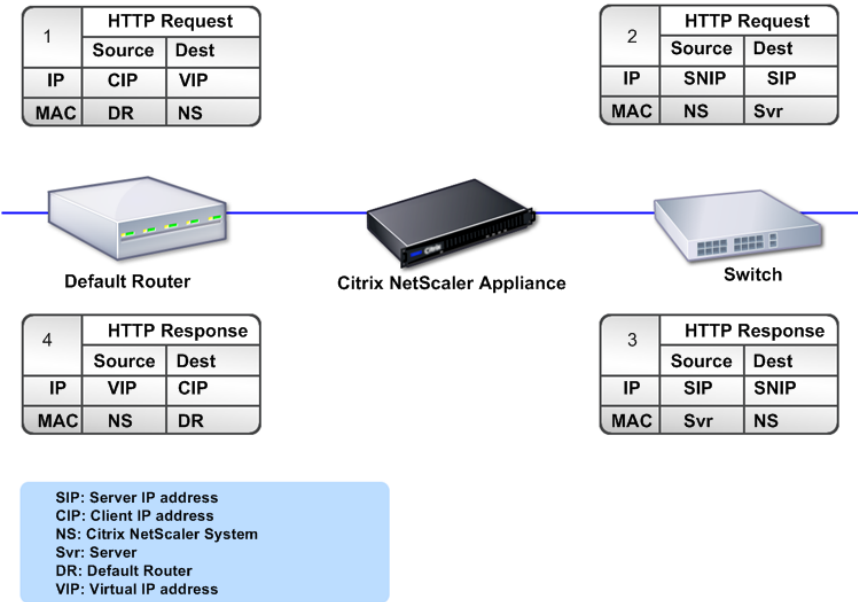 1 HTTP Request
Source Dest
IP CIP VIP
MAC DR NS
2 HTTP Request
Source Dest
IP SNIP SIP
MAC NS Svr
Default Router
Citrix NetScaler Appliance
Switch
4 HTTP Response
Source Dest
IP VIP CIP
MAC NS DR
3 HTTP Response
Source Dest
IP SIP SNIP
MAC Svr NS
SIP: Server IP address
CIP: Client IP address
NS: Citrix NetScaler System
Svr: Server
DR: Default Router
VIP: Virtual IP address